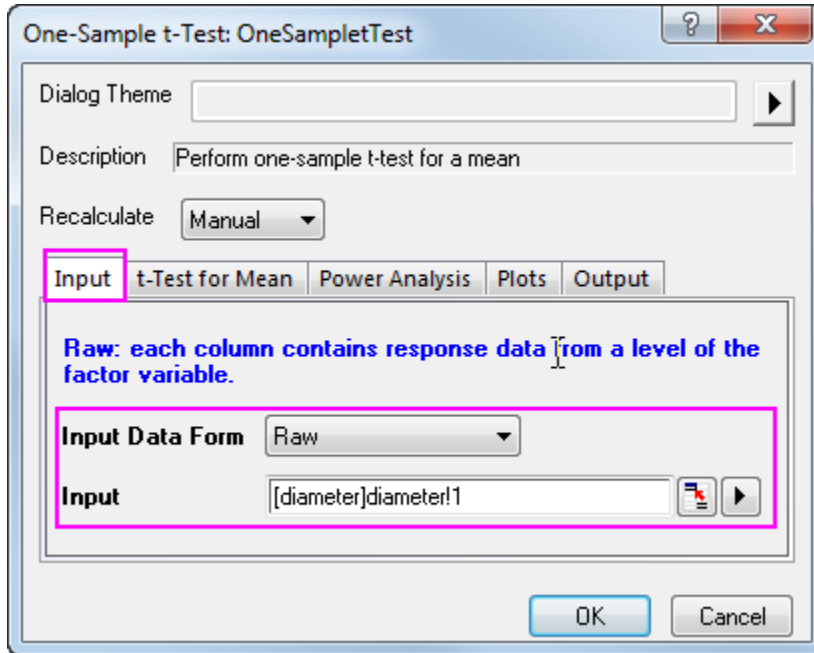 One-Sample t-Test: OneSampletTest
?
Dialog Theme
Description Perform one-sample t-test for a mean
Recalculate Manual
Input t-Test for Mean Power Analysis Plots Output
Raw: each column contains response data from a level of the
factor variable.
Input Data Form Raw
Input [diameter]diameter!1
OK Cancel